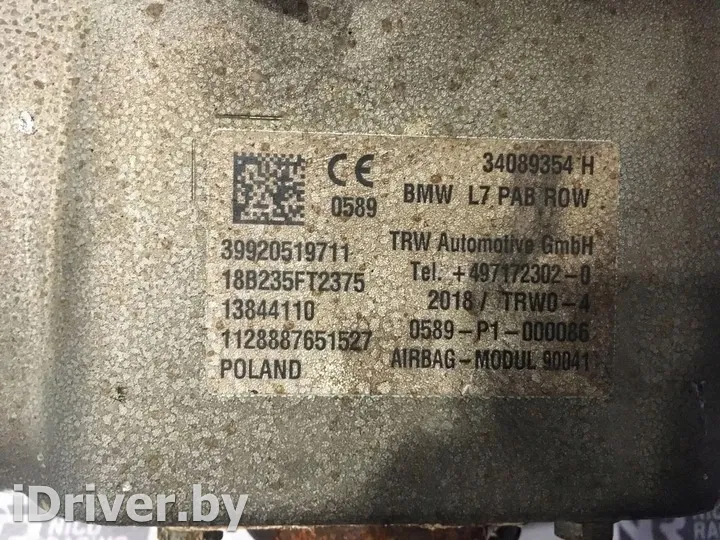 34089354 H
CE
0589
BMW L7 PAB ROW
39920519711
TRW Automotive GmbH
18B235FT2375
Tel. +497172302-0
13844110
2018/ TRW0-4
1128887651527
0589-P1-000086
POLAND
AIRBAG-MODUL 90041
iDriver.by